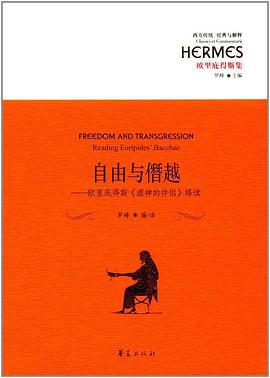 西方传统 经典与解释
Classici et Commentarii
HERMES
欧里庇得斯集
罗峰 ● 主编
FREEDOM AND TRANSGRESSION
Reading Euripides' Bacchae
自由与僭越
——欧里庇得斯《酒神的伴侣》绎读
罗峰 ● 编/译
华夏出版社